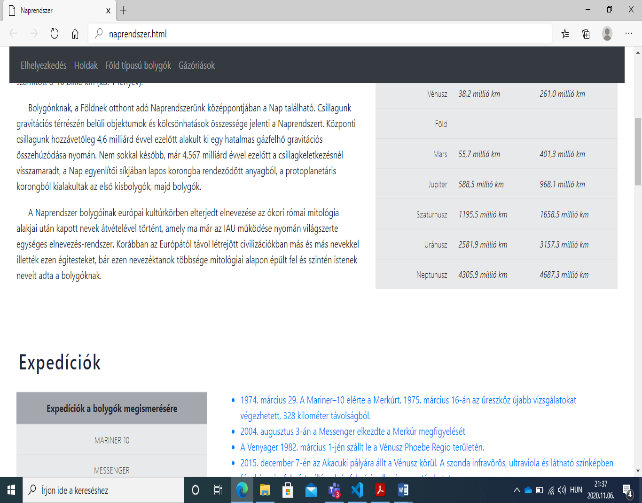 Naprendszer
naprendszer.html
Elhelyezkedés Holdak Föld típusú bolygók Gázóriások
Bolygónknak, a Földnek otthont adó Naprendszerünk középpontjában a Nap található. Csillagunk
gravitációs térrészén belüli objektumok és kölcsönhatások összessége jelenti a Naprendszert. Központi
csillagunk hozzávetőleg 4,6 milliárd évvel ezelőtt alakult ki egy hatalmas gázfelhő gravitációs
összehúzódása nyomán. Nem sokkal később, már 4,567 milliárd évvel ezelőtt a csillagkeletkezésnél
visszamaradt, a Nap egyenlítői síkjában lapos korongba rendeződött anyagból, a protoplanetáris
korongból kialakultak az első kisbolygók, majd bolygók.
A Naprendszer bolygóinak európai kultúrkörben elterjedt elnevezése az ókori római mitológia
alakjai után kapott nevek átvételével történt, amely ma már az IAU működése nyomán világszerte
egységes elnevezés-rendszer. Korábban az Európától távol létrejött civilizációkban más és más nevekkel
illették ezen égitesteket, bár ezen nevezéktanok többsége mitológiai alapon épült fel és szintén istenek
neveit adta a bolygóknak.
Vénusz 38,2 millió km 261,0 millió km
Föld
Mars 55,7 millió km 401,3 millió km
Jupiter 588,5 millió km 968,1 millió km
Szaturnusz 1195,5 millió km 1658,5 millió km
Uránusz 2581,9 millió km 3157,3 millió km
Neptunusz 4305,9 millió km 4687,3 millió km
Expedíciók
Expedíciók a bolygók megismerésére
MARINER 10
MESSENGER
1974. március 29. A Mariner–10 elérte a Merkúrt. 1975. március 16-án az űreszköz újabb vizsgálatokat
végezhetett, 328 kilométer távolságból.
2004. augusztus 3-án a Messenger elkezdte a Merkúr megfigyelését
A Venyager 1982. március 1-jén szállt le a Vénusz Phoebe Regio területén.
2015. december 7-én az Akacuki pályára állt a Vénusz körül. A szonda infravörös, ultraviola és látható színképben
Írjon ide a kereséshez
HUN
21:37
2020.11.06.